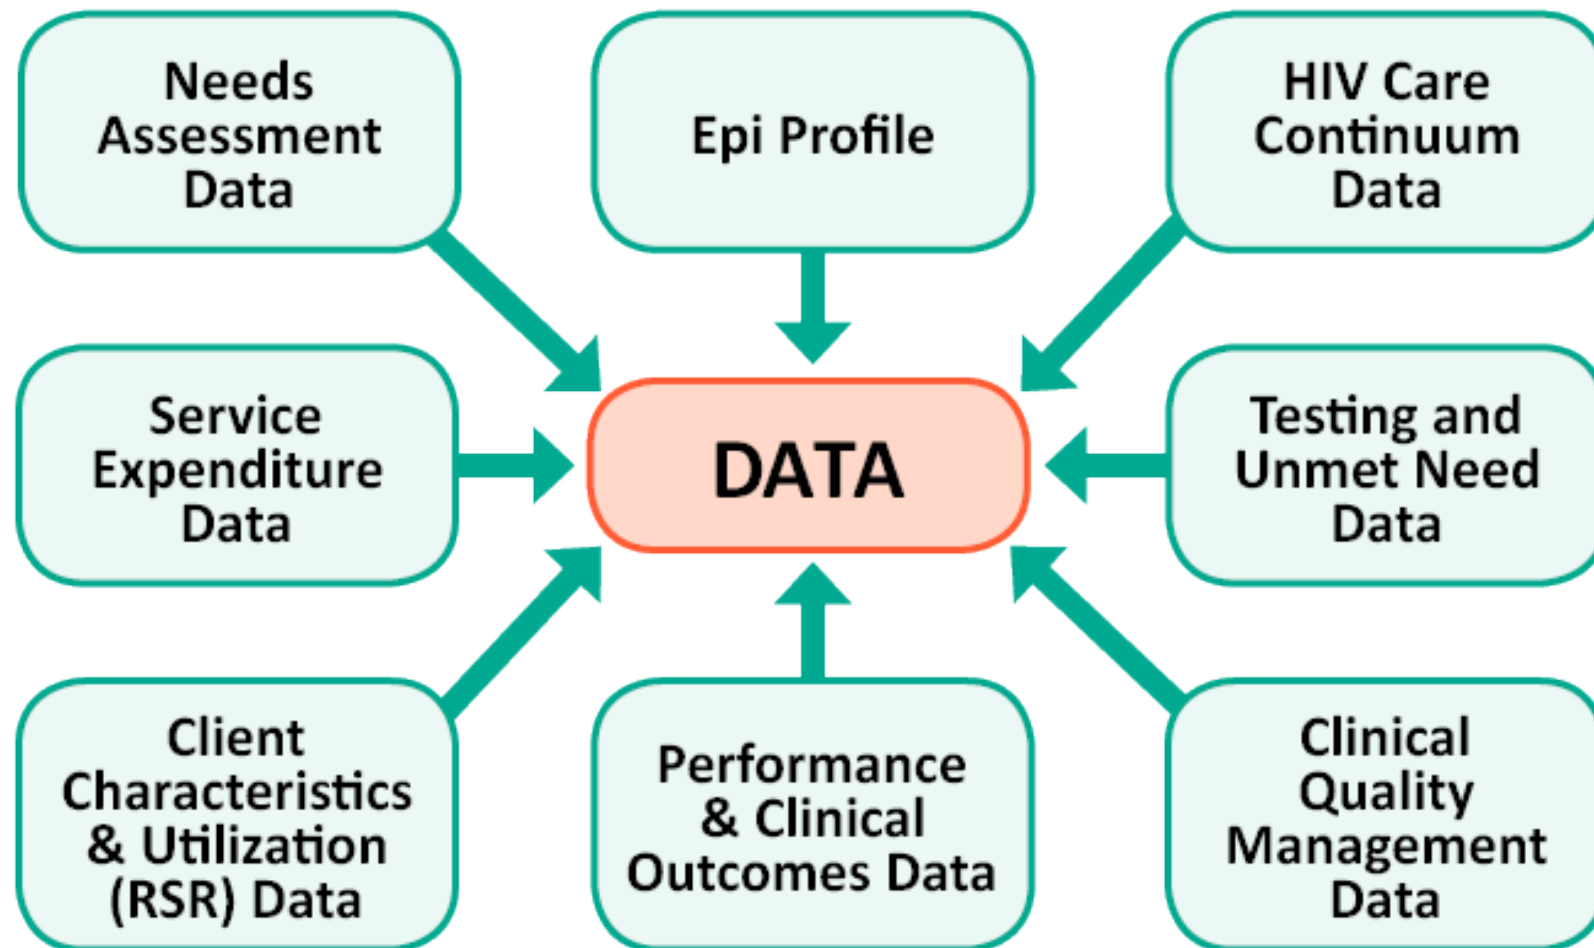 Needs
Assessment
Data
Epi Profile
HIV Care
Continuum
Data
Service
Expenditure
Data
DATA
Testing and
Unmet Need
Data
Client
Characteristics
& Utilization
(RSR) Data
Performance
& Clinical
Outcomes Data
Clinical
Quality
Management
Data